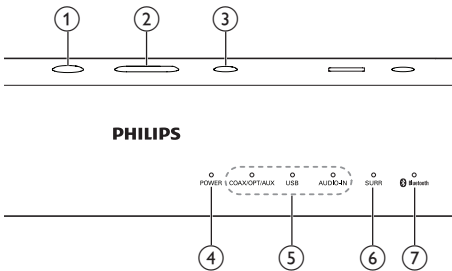 1 2 3
PHILIPS
POWER COAX/OPT/AUX USB AUDIO-IN SURR Bluetooth
4 5 6 7